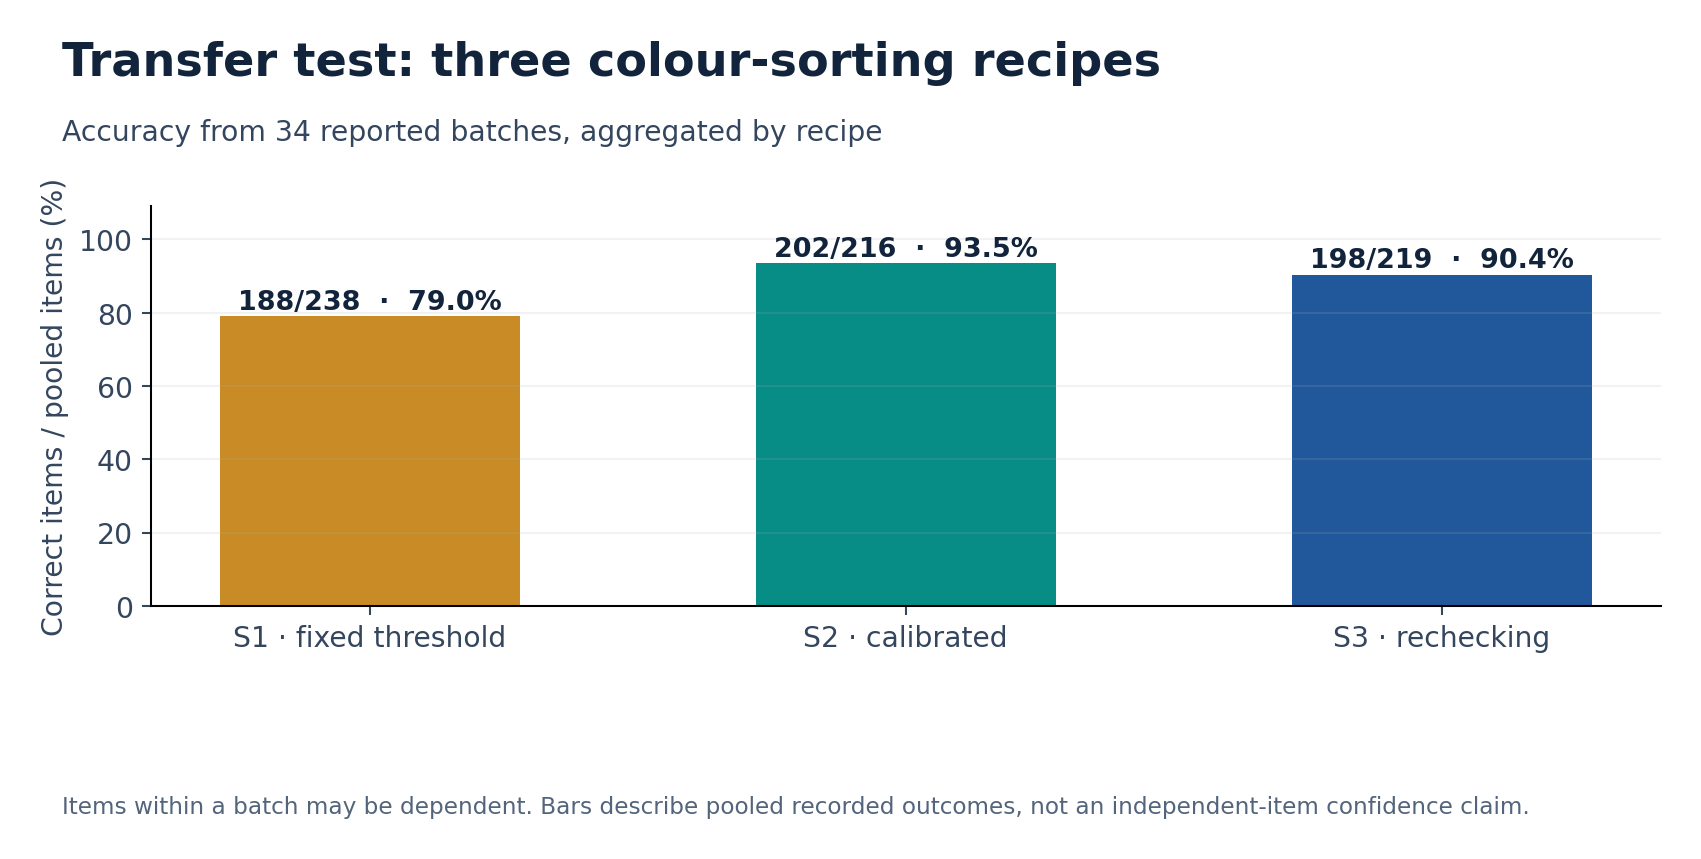 Transfer test: three colour-sorting recipes
Accuracy from 34 reported batches, aggregated by recipe
Correct items / pooled items (%)
100
80
60
40
20
0
188/238 · 79.0%
202/216 · 93.5%
198/219 · 90.4%
S1 · fixed threshold
S2 · calibrated
S3 · rechecking
Items within a batch may be dependent. Bars describe pooled recorded outcomes, not an independent-item confidence claim.